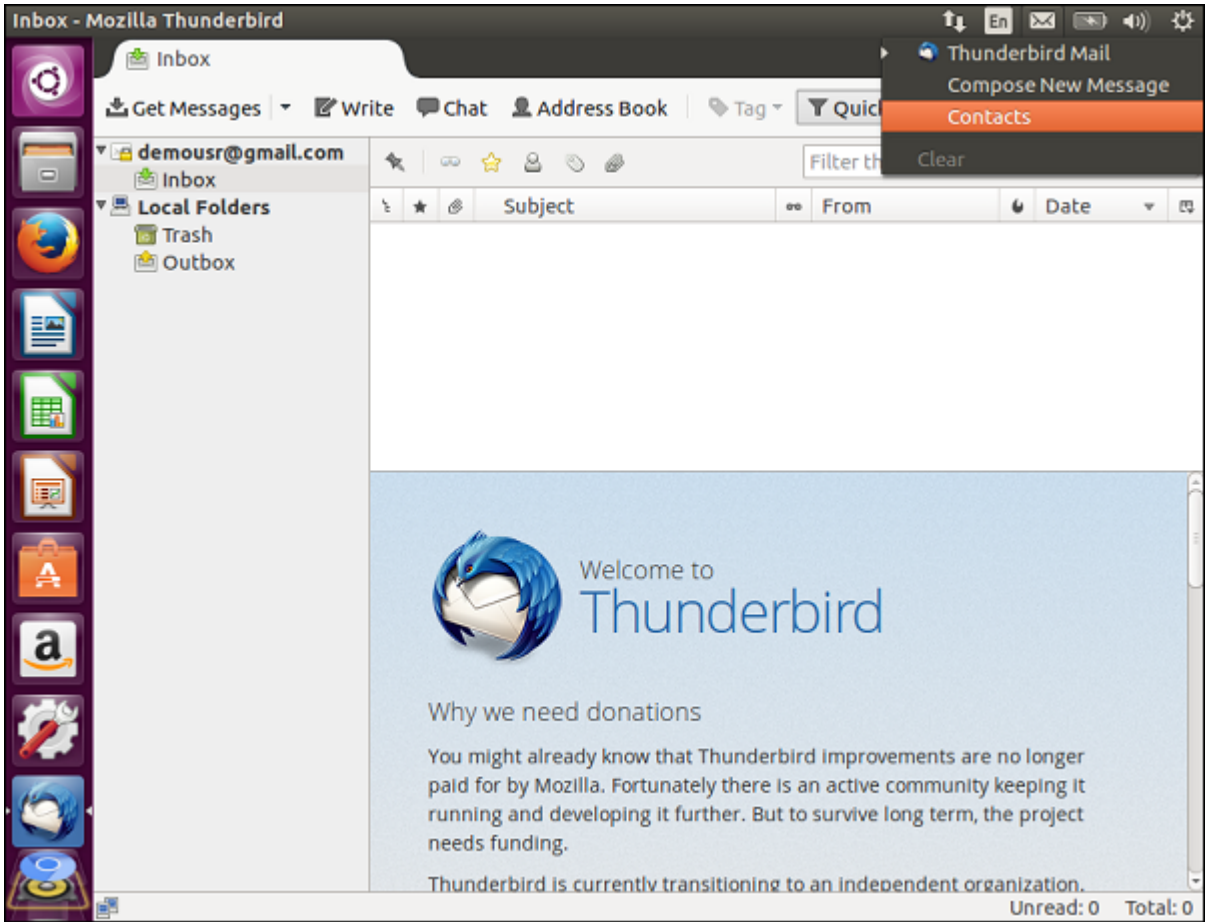 Inbox - Mozilla Thunderbird
En
Inbox
Thunderbird Mail
Compose New Message
Contacts
Clear
Get Messages
Write
Chat
Address Book
Tag
demousr@gmail.com
Inbox
Local Folders
Trash
Outbox
Filter
Subject
From
Date
a
Welcome to
Thunderbird
Why we need donations
You might already know that Thunderbird improvements are no longer
paid for by Mozilla. Fortunately there is an active community keeping it
running and developing it further. But to survive long term, the project
needs funding.
Thunderbird is currently transitioning to an independent organization.
Unread: 0
Total: 0